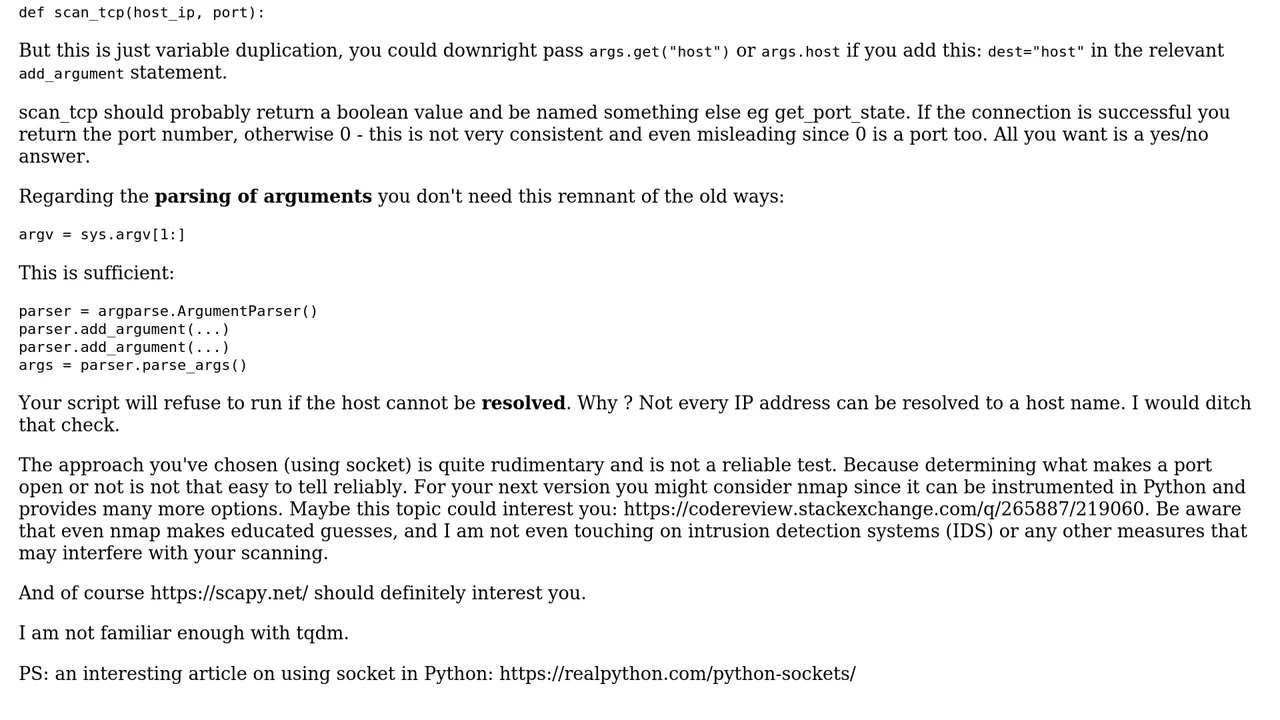 def scan_tcp(host_ip, port):
But this is just variable duplication, you could downright pass args.get("host") or args.host if you add this: dest="host" in the relevant
add_argument statement.
scan_tcp should probably return a boolean value and be named something else eg get_port_state. If the connection is successful you
return the port number, otherwise 0 - this is not very consistent and even misleading since 0 is a port too. All you want is a yes/no
answer.
Regarding the parsing of arguments you don't need this remnant of the old ways:
argv = sys.argv[1:]
This is sufficient:
parser = argparse.ArgumentParser()
parser.add_argument(...)
parser.add_argument(...)
args = parser.parse_args()
Your script will refuse to run if the host cannot be resolved. Why ? Not every IP address can be resolved to a host name. I would ditch
that check.
The approach you've chosen (using socket) is quite rudimentary and is not a reliable test. Because determining what makes a port
open or not is not that easy to tell reliably. For your next version you might consider nmap since it can be instrumented in Python and
provides many more options. Maybe this topic could interest you: https://codereview.stackexchange.com/q/265887/219060. Be aware
that even nmap makes educated guesses, and I am not even touching on intrusion detection systems (IDS) or any other measures that
may interfere with your scanning.
And of course https://scapy.net/ should definitely interest you.
I am not familiar enough with tqdm.
PS: an interesting article on using socket in Python: https://realpython.com/python-sockets/